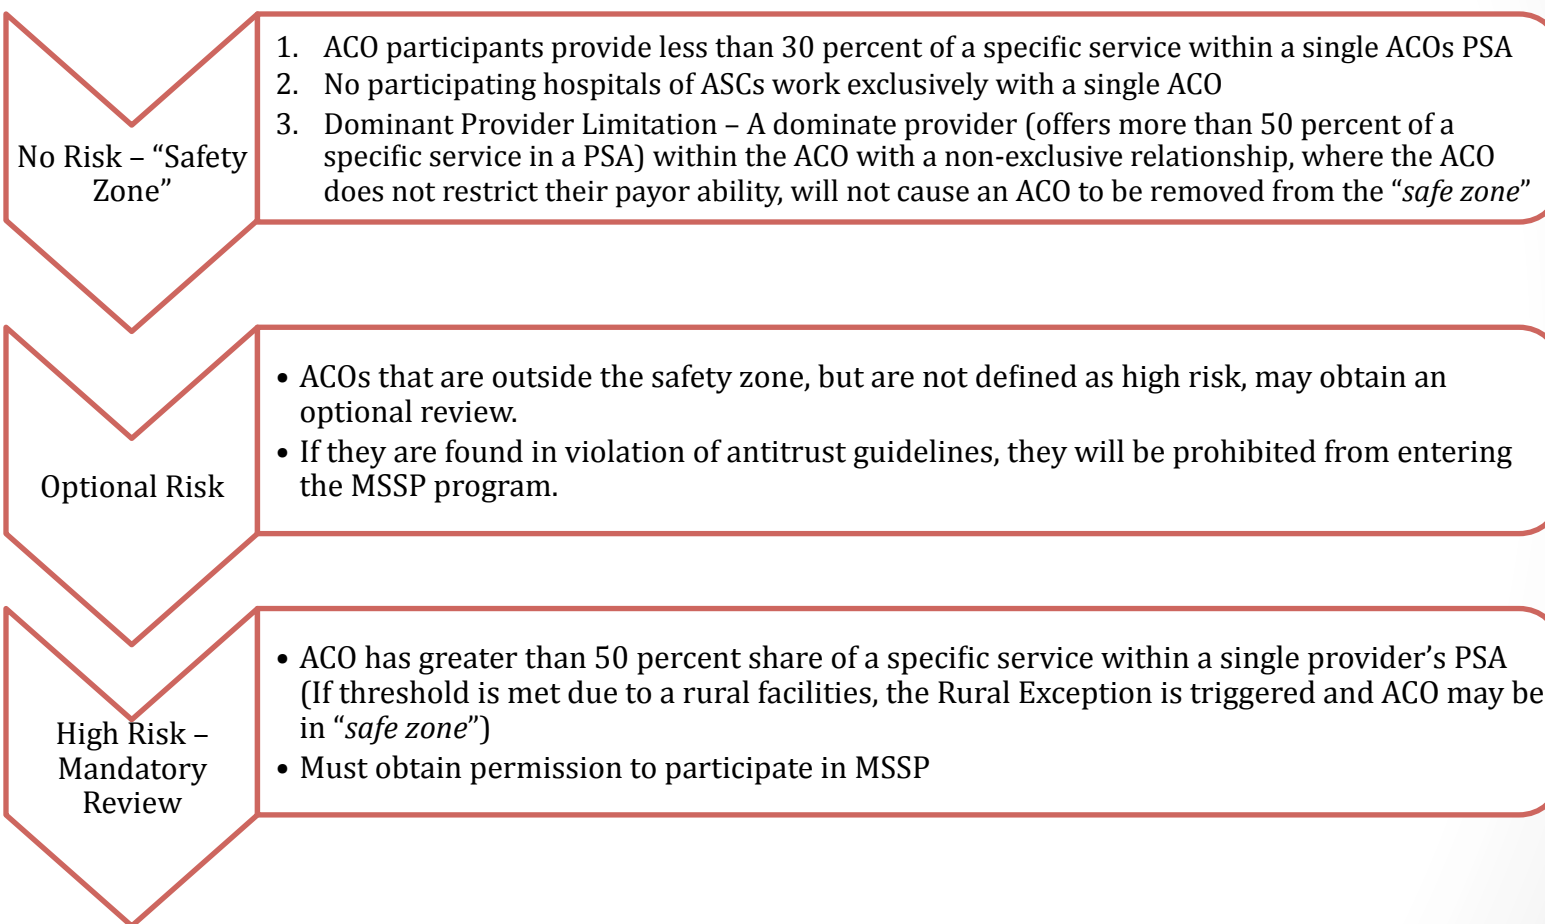 No Risk – “Safety
Zone”
1. ACO participants provide less than 30 percent of a specific service within a single ACOs PSA
2. No participating hospitals of ASCs work exclusively with a single ACO
3. Dominant Provider Limitation – A dominate provider (offers more than 50 percent of a
specific service in a PSA) within the ACO with a non-exclusive relationship, where the ACO
does not restrict their payor ability, will not cause an ACO to be removed from the “safe zone”
Optional Risk
• ACOs that are outside the safety zone, but are not defined as high risk, may obtain an
optional review.
• If they are found in violation of antitrust guidelines, they will be prohibited from entering
the MSSP program.
High Risk –
Mandatory
Review
• ACO has greater than 50 percent share of a specific service within a single provider’s PSA
(If threshold is met due to a rural facilities, the Rural Exception is triggered and ACO may be
in “safe zone”)
• Must obtain permission to participate in MSSP